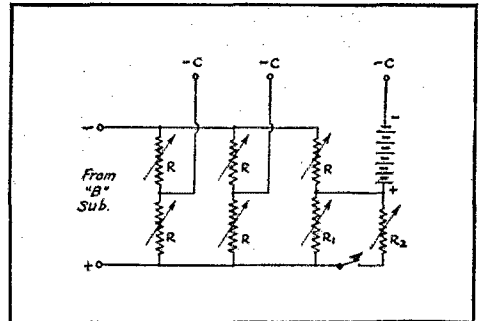 -C -C -C
-
-
R R R
From
"B"
Sub.
+
R R R₁ R₂
+